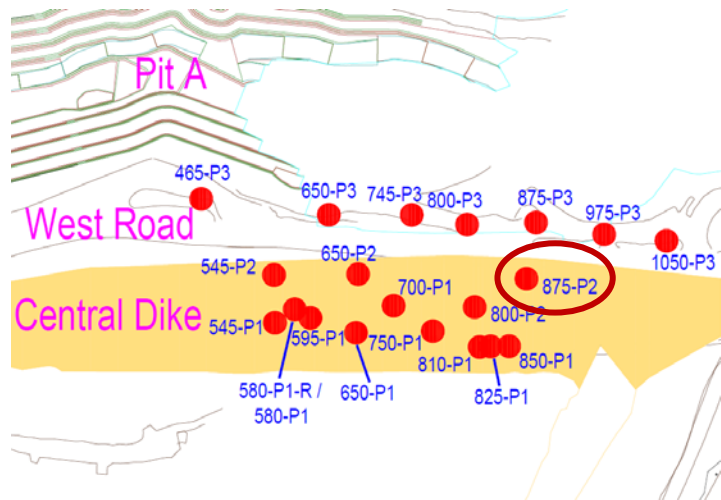 Pit A
465-P3
650-P3
745-P3
800-P3
875-P3
975-P3
West Road
1050-P3
545-P2
650-P2
700-P1
875-P2
800-P2
Central Dike
545-P1
595-P1
750-P1
810-P1
850-P1
580-P1-R /
580-P1
650-P1
825-P1